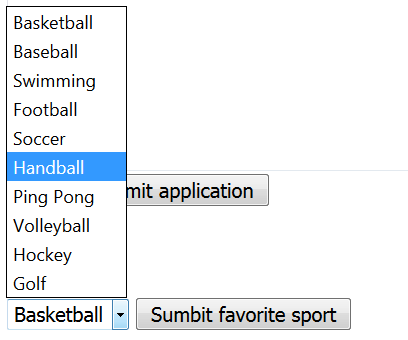 Basketball
Baseball
Swimming
Football
Soccer
Handball
mit application
Ping Pong
Volleyball
Hockey
Golf
Basketball Sumbit favorite sport